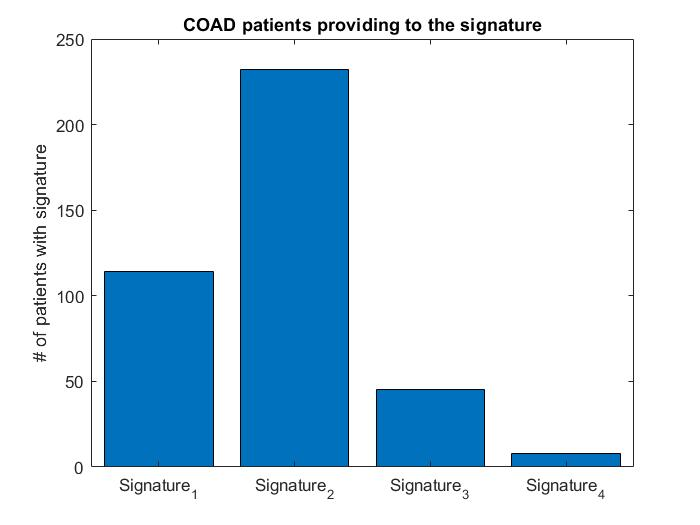 COAD patients providing to the signature
# of patients with signature
250
200
150
100
50
0
Signature₁ Signature₂ Signature₃ Signature₄